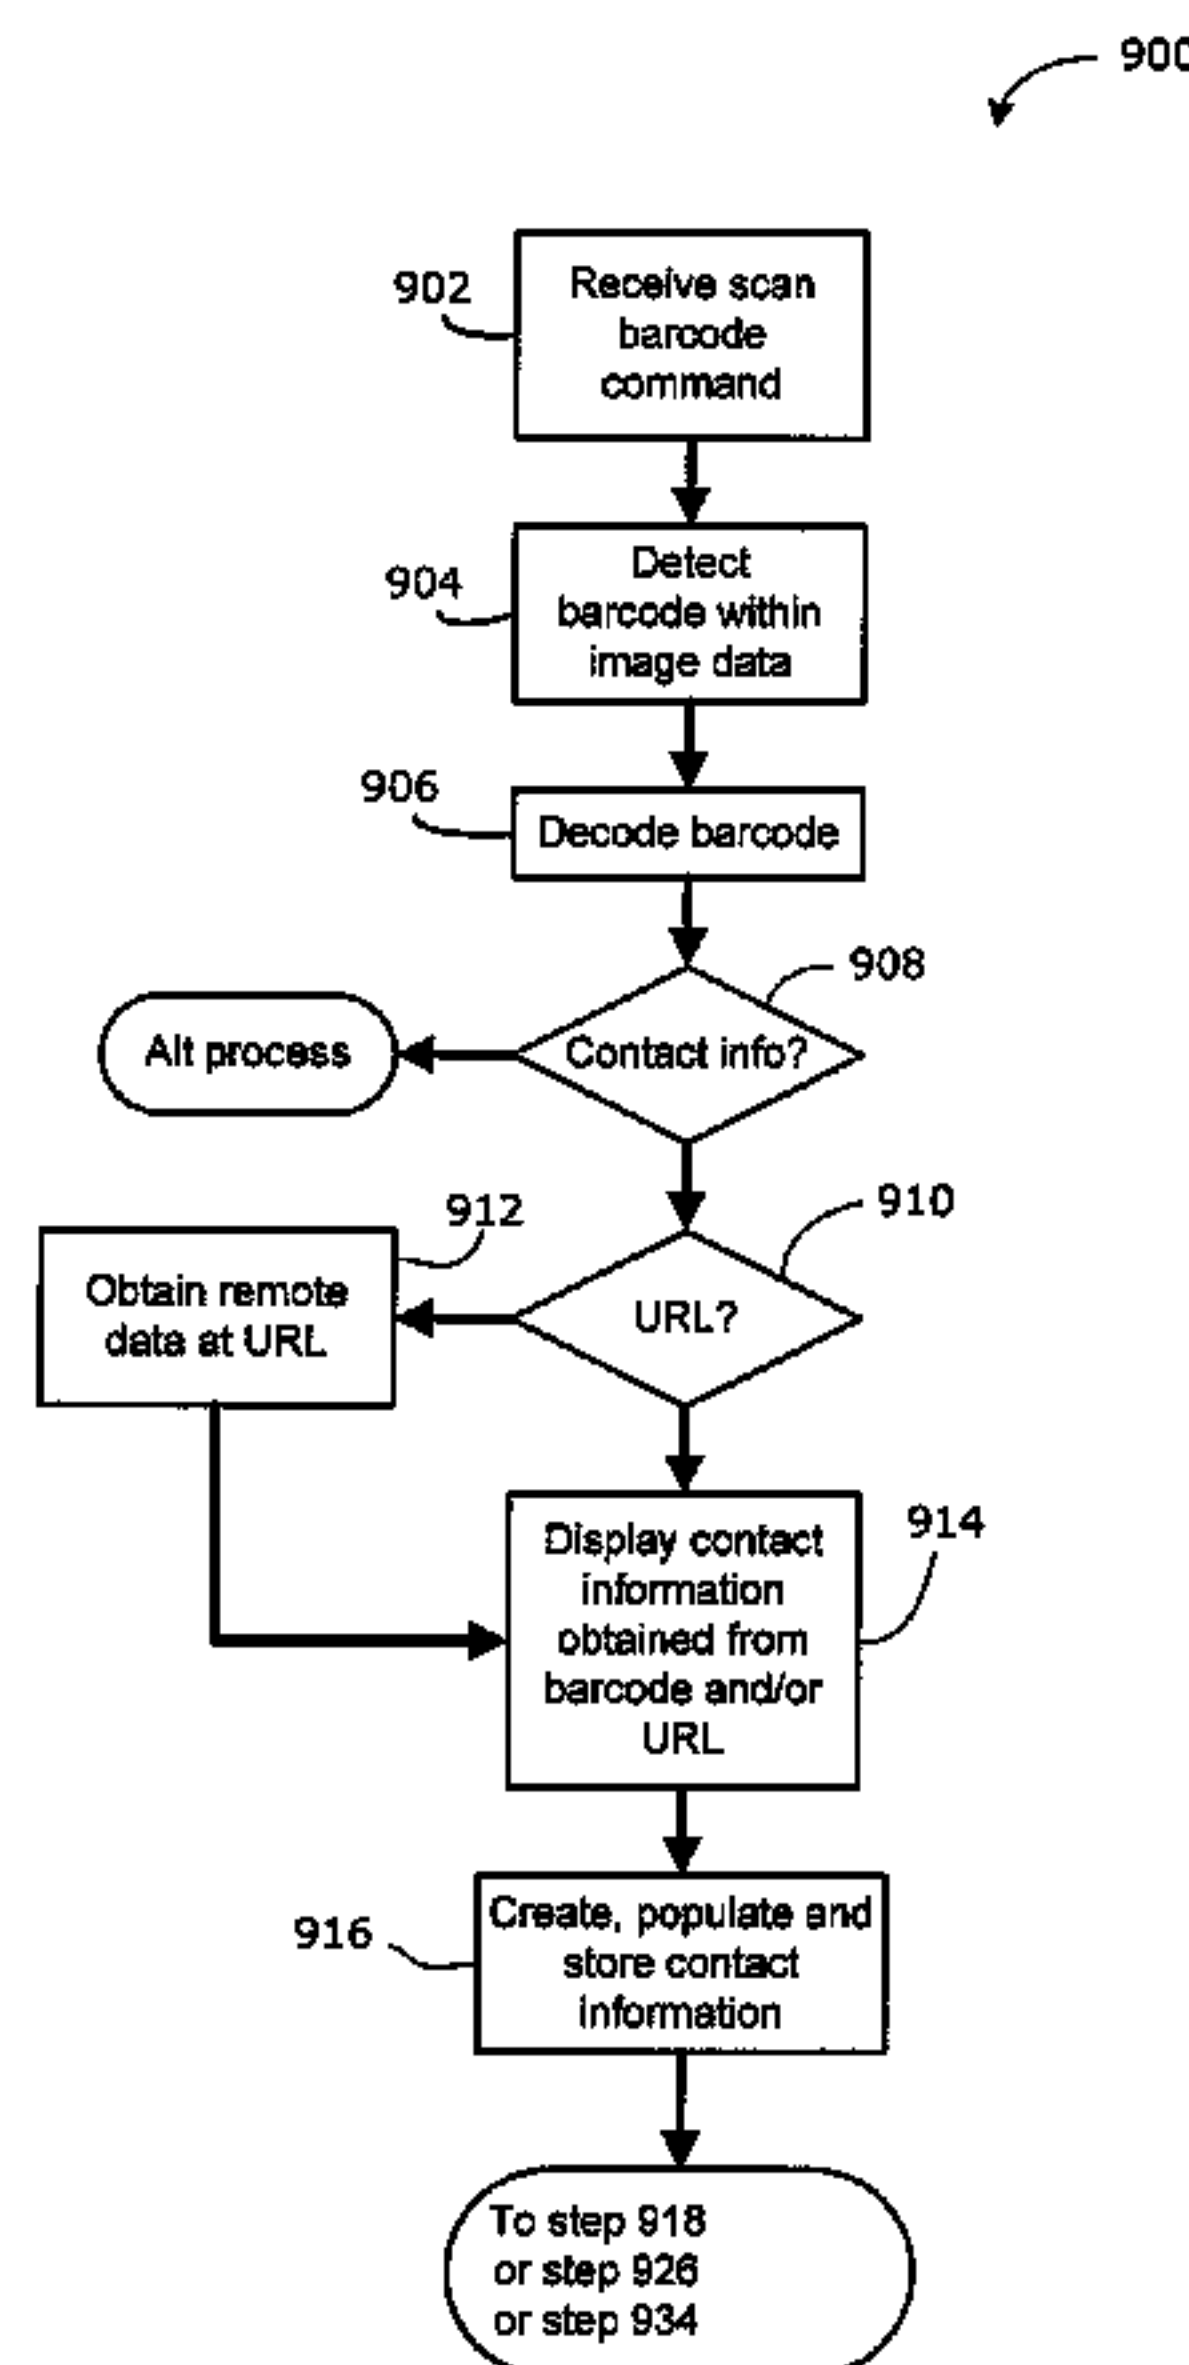 900
902
Receive scan
barcode
command
904
Detect
barcode within
image data
906
Decode barcode
908
Contact info?
Alt process
910
URL?
912
Obtain remote
data at URL
914
Display contact
information
obtained from
barcode and/or
URL
916
Create, populate and
store contact
information
To step 918
or step 926
or step 934